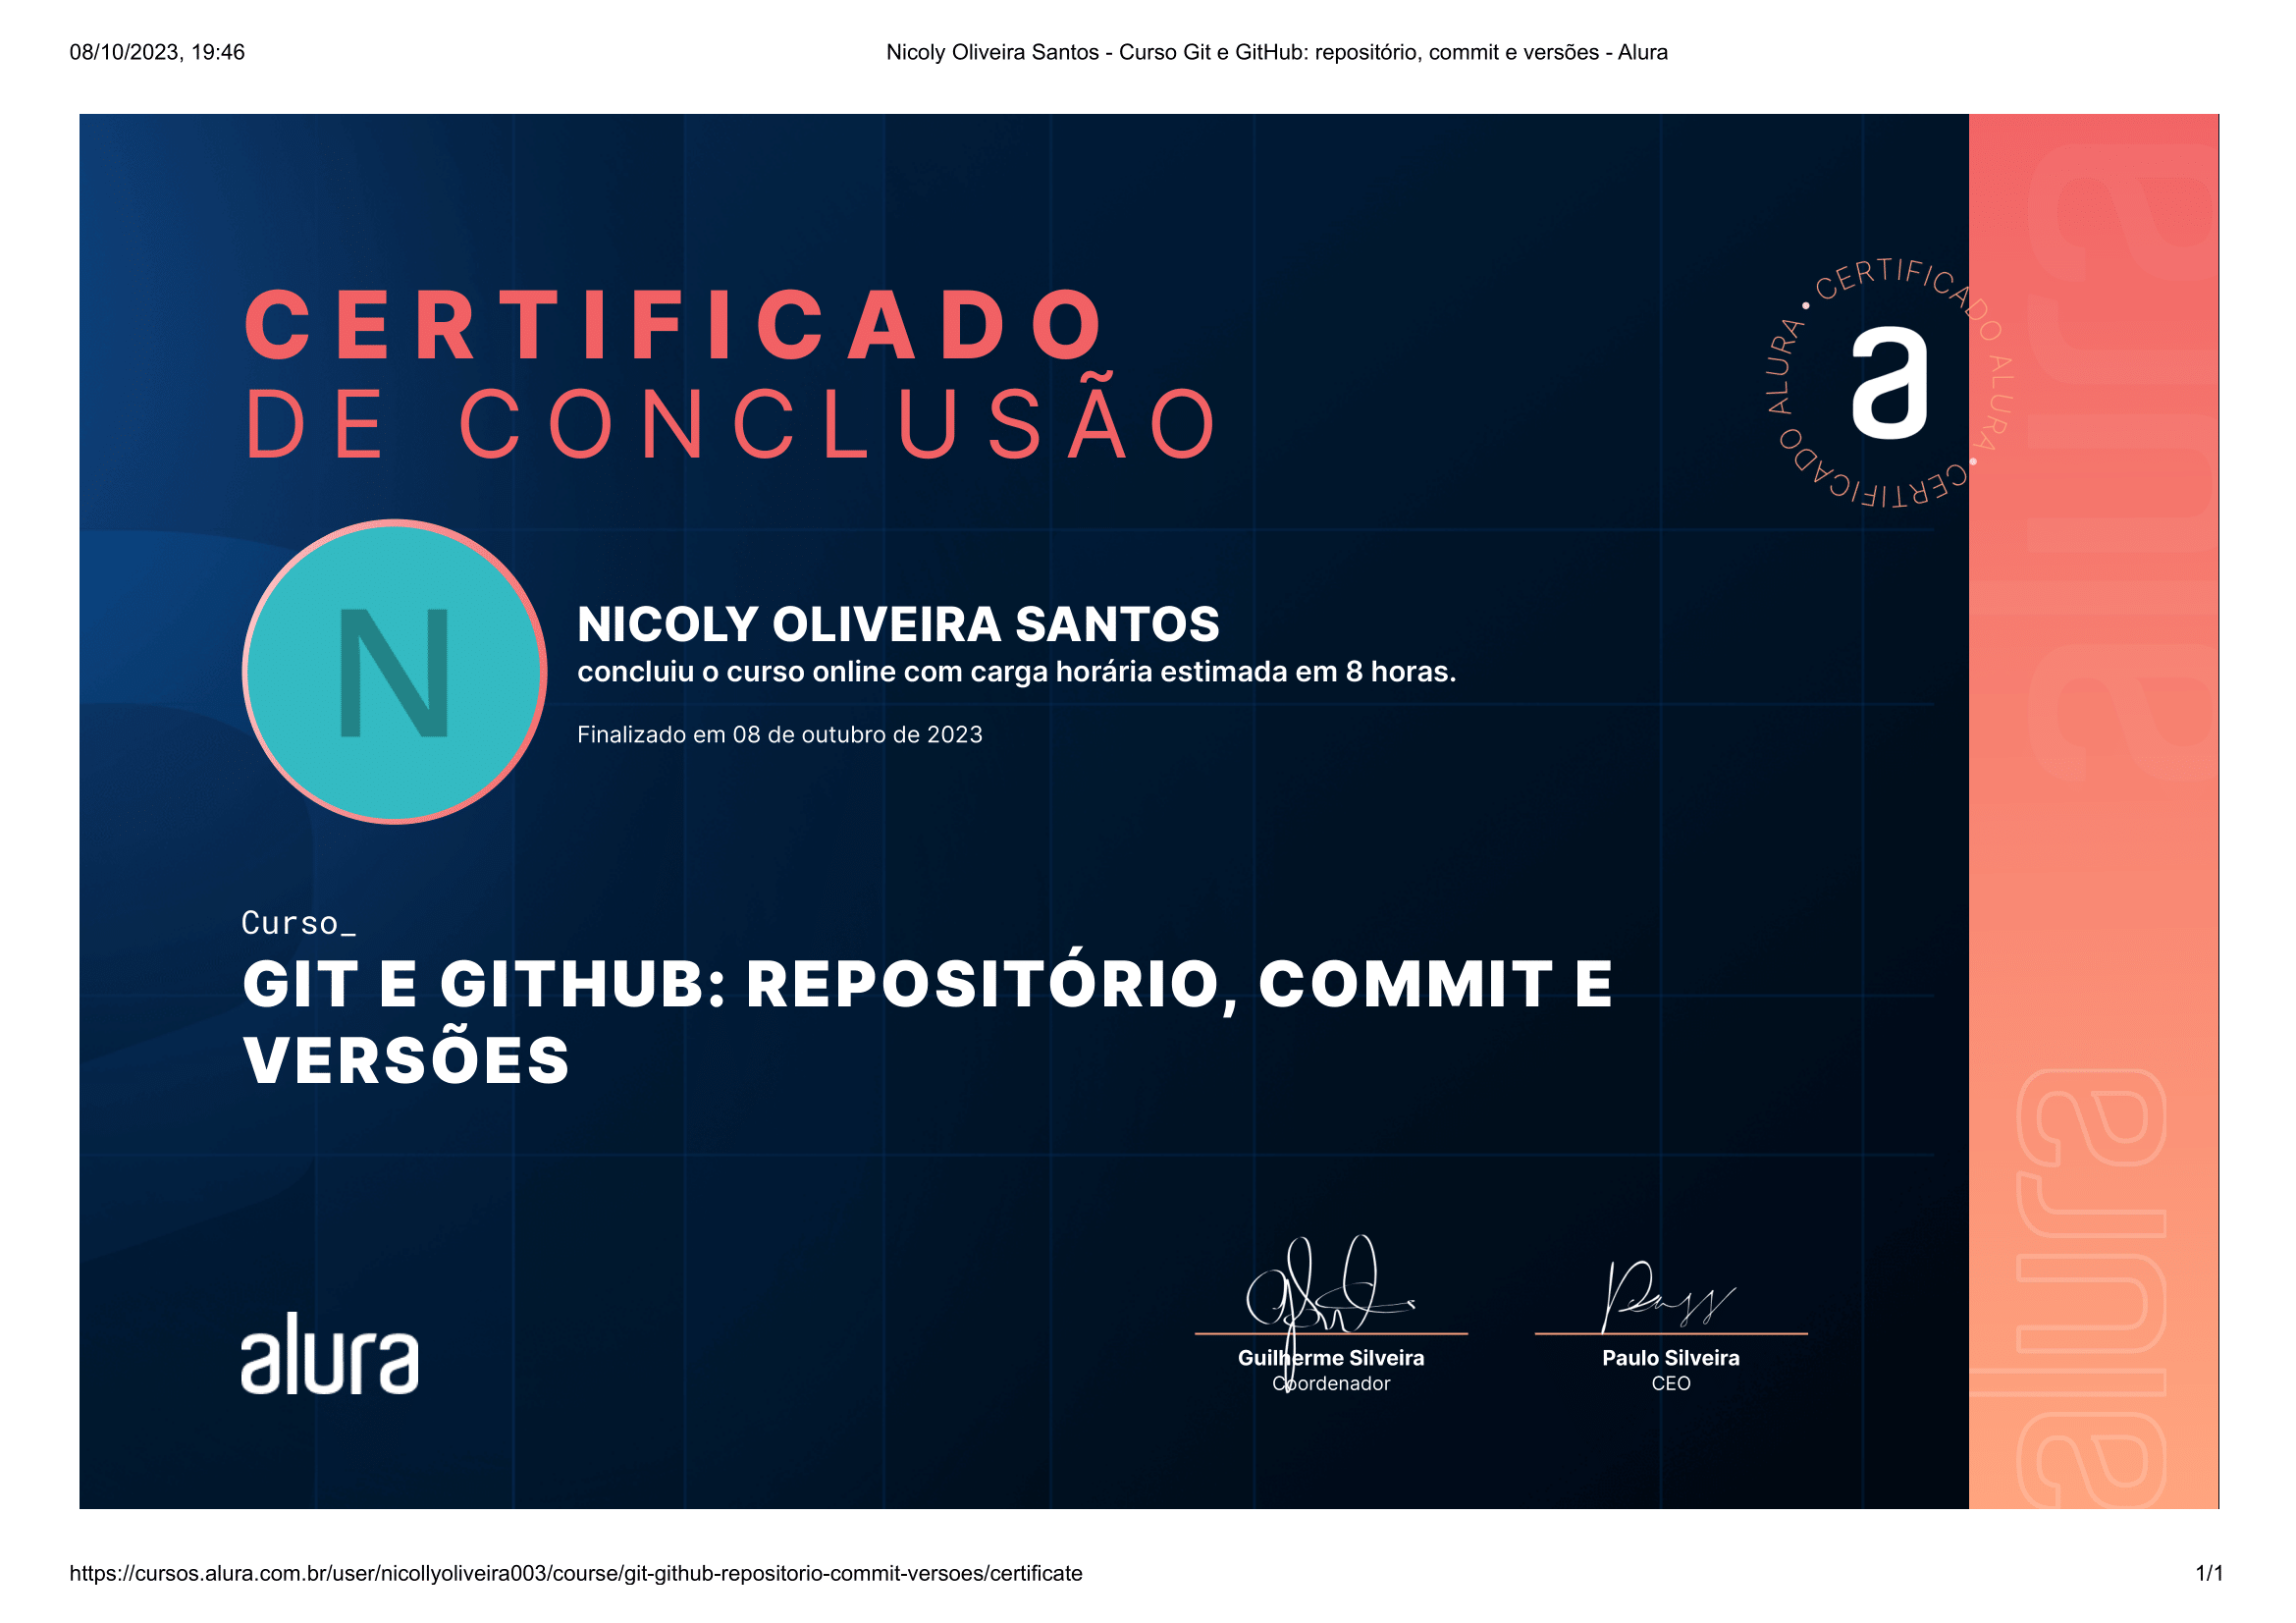 08/10/2023, 19:46
Nicoly Oliveira Santos - Curso Git e GitHub: repositório, commit e versões - Alura
CERTIFICADO
DE CONCLUSÃO
CERTIFICADO ALURA • CERTIFICADO ALURA •
a
alura
N
NICOLY OLIVEIRA SANTOS
concluiu o curso online com carga horária estimada em 8 horas.
Finalizado em 08 de outubro de 2023
Curso_
GIT E GITHUB: REPOSITÓRIO, COMMIT E
VERSÕES
alura
alura
Guilherme Silveira
Coordenador
Paulo Silveira
CEO
https://cursos.alura.com.br/user/nicollyoliveira003/course/git-github-repositorio-commit-versoes/certificate
1/1